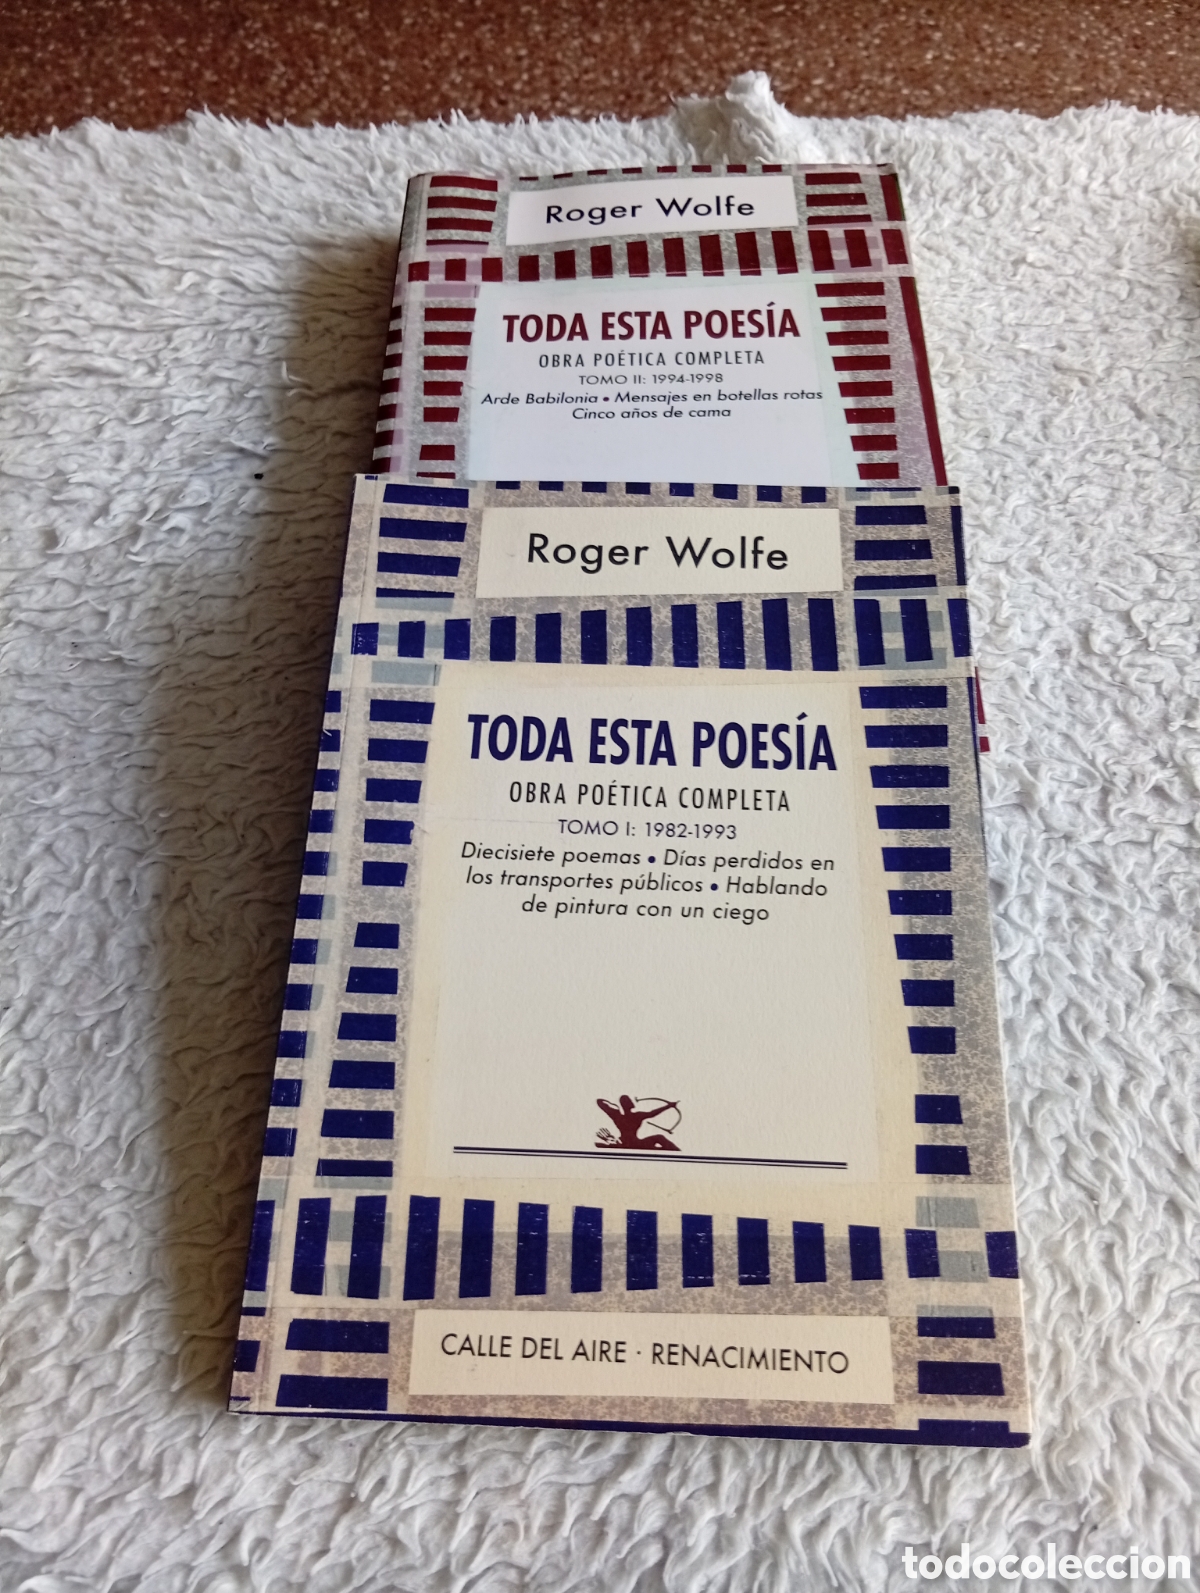 Roger Wolfe
TODA ESTA POESÍA
OBRA POÉTICA COMPLETA
TOMO II: 1994-1998
Arde Babilonia • Mensajes en botellas rotas
Cinco años de cama
Roger Wolfe
TODA ESTA POESÍA
OBRA POÉTICA COMPLETA
TOMO I: 1982-1993
Diecisiete poemas • Días perdidos en
los transportes públicos • Hablando
de pintura con un ciego
CALLE DEL AIRE · RENACIMIENTO
todocoleccion